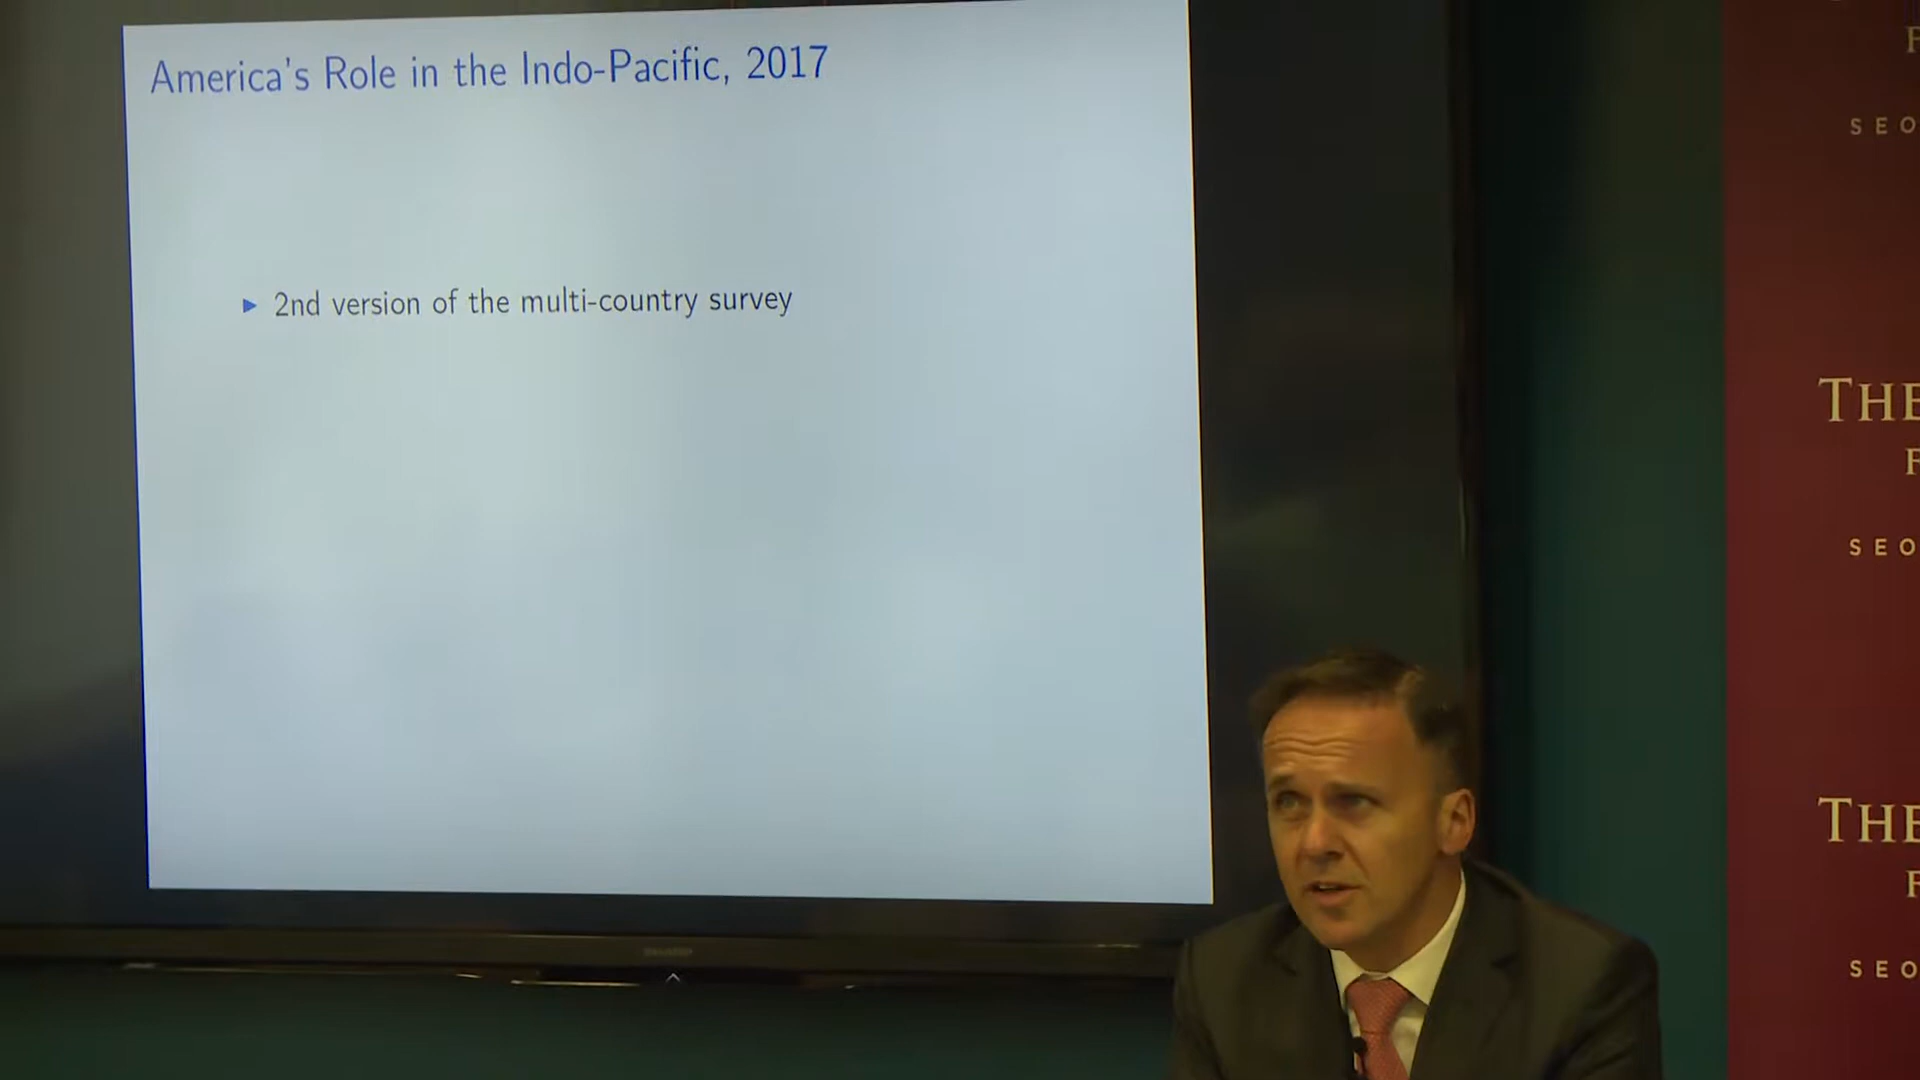 America's Role in the Indo-Pacific, 2017
▶ 2nd version of the multi-country survey
F
SEO
THE
F
SEO
THE
F
SEO